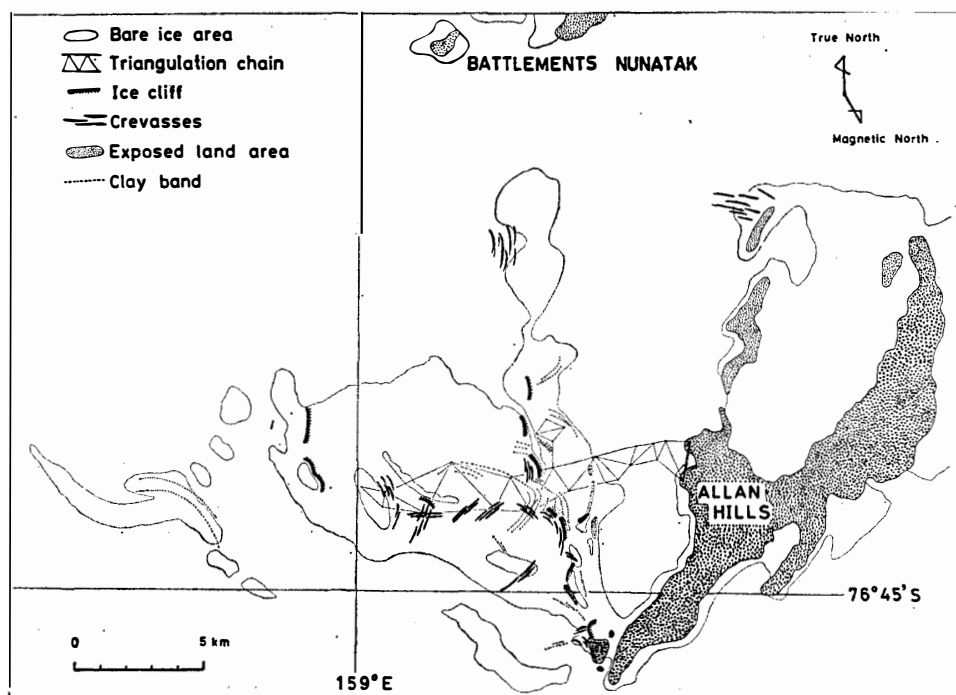 Bare ice area
Triangulation chain
Ice cliff
Crevasses
Exposed land area
Clay band
BATTLEMENTS NUNATAK
True North
Magnetic North
ALLAN
HILLS
76°45'S
0 5 km
159°E